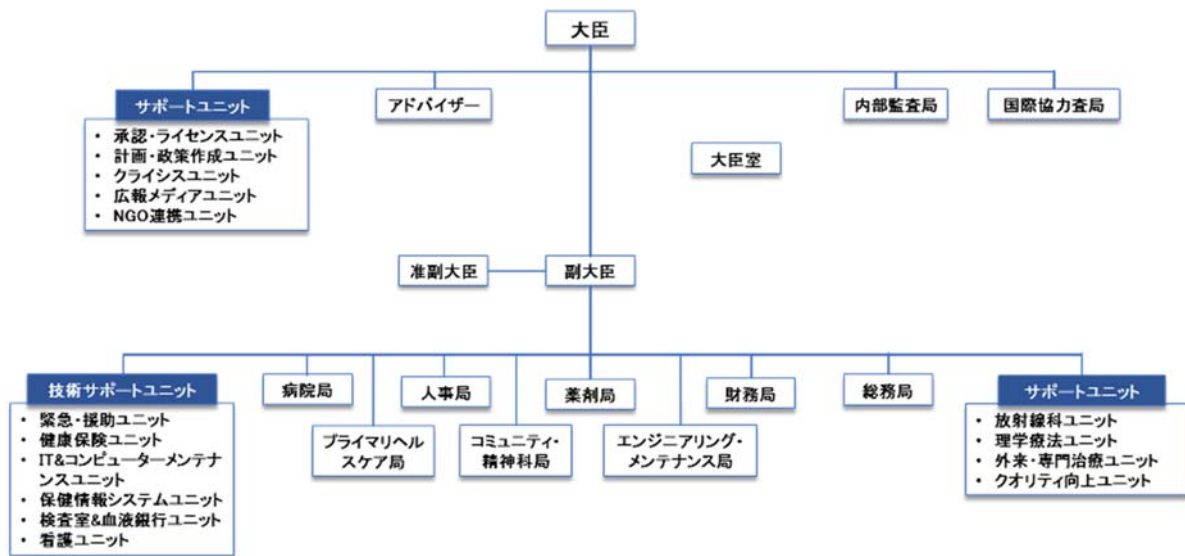 大臣
サポートユニット
・ 承認・ライセンスユニット
・ 計画・政策作成ユニット
・ クライシスユニット
・ 広報メディアユニット
・ NGO連携ユニット
アドバイザー
内部監査局
国際協力査局
大臣室
准副大臣
副大臣
技術サポートユニット
・ 緊急・援助ユニット
・ 健康保険ユニット
・ IT&コンピューターメンテナ
ンスユニット
・ 保健情報システムユニット
・ 検査室&血液銀行ユニット
・ 看護ユニット
病院局
プライマリヘル
スケア局
人事局
コミュニティ・
精神科局
薬剤局
エンジニアリング・
メンテナンス局
財務局
総務局
サポートユニット
・ 放射線科ユニット
・ 理学療法ユニット
・ 外来・専門治療ユニット
・ クオリティ向上ユニット